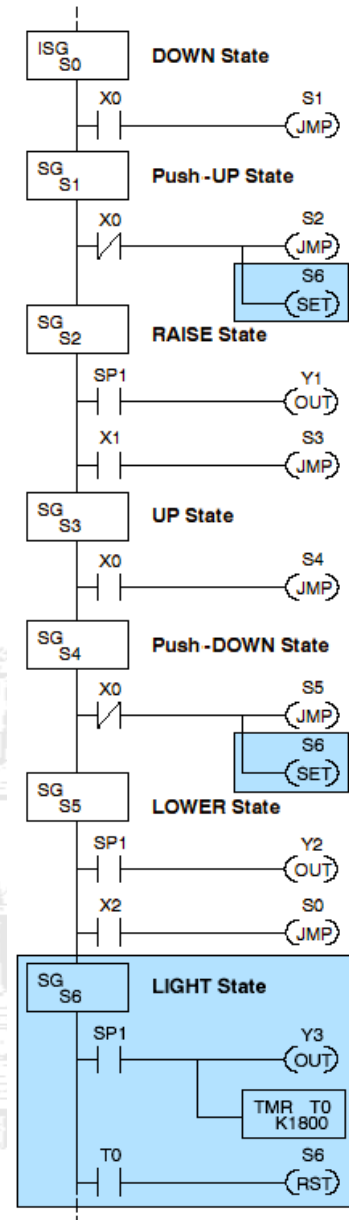 ISG
S0
DOWN State
X0
S1
JMP
SG
S1
Push-UP State
X0
S2
JMP
S6
SET
SG
S2
RAISE State
SP1
Y1
OUT
X1
S3
JMP
SG
S3
UP State
X0
S4
JMP
SG
S4
Push-DOWN State
X0
S5
JMP
S6
SET
SG
S5
LOWER State
SP1
Y2
OUT
X2
S0
JMP
SG
S6
LIGHT State
SP1
Y3
OUT
TMR T0
K1800
T0
S6
RST